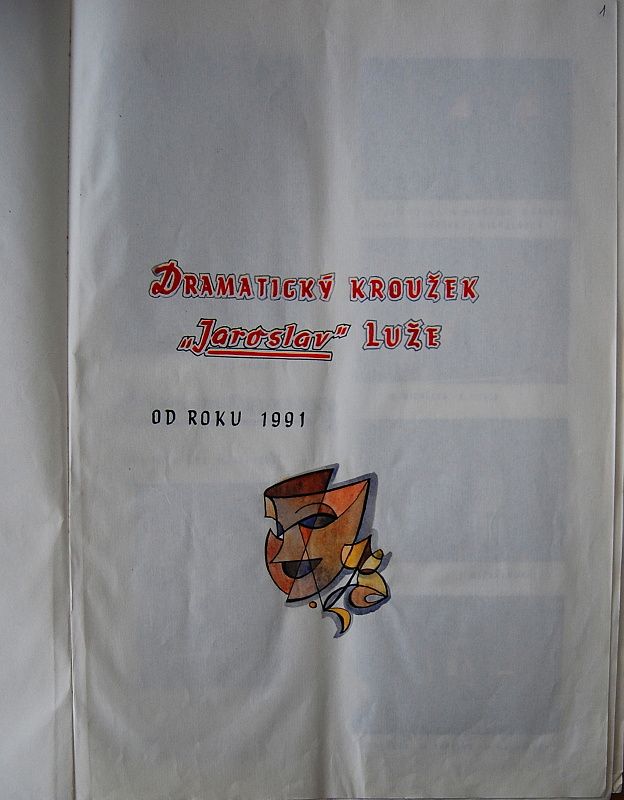 1
Dramatický kroužek
„Jaroslav" Luže
OD ROKU 1991